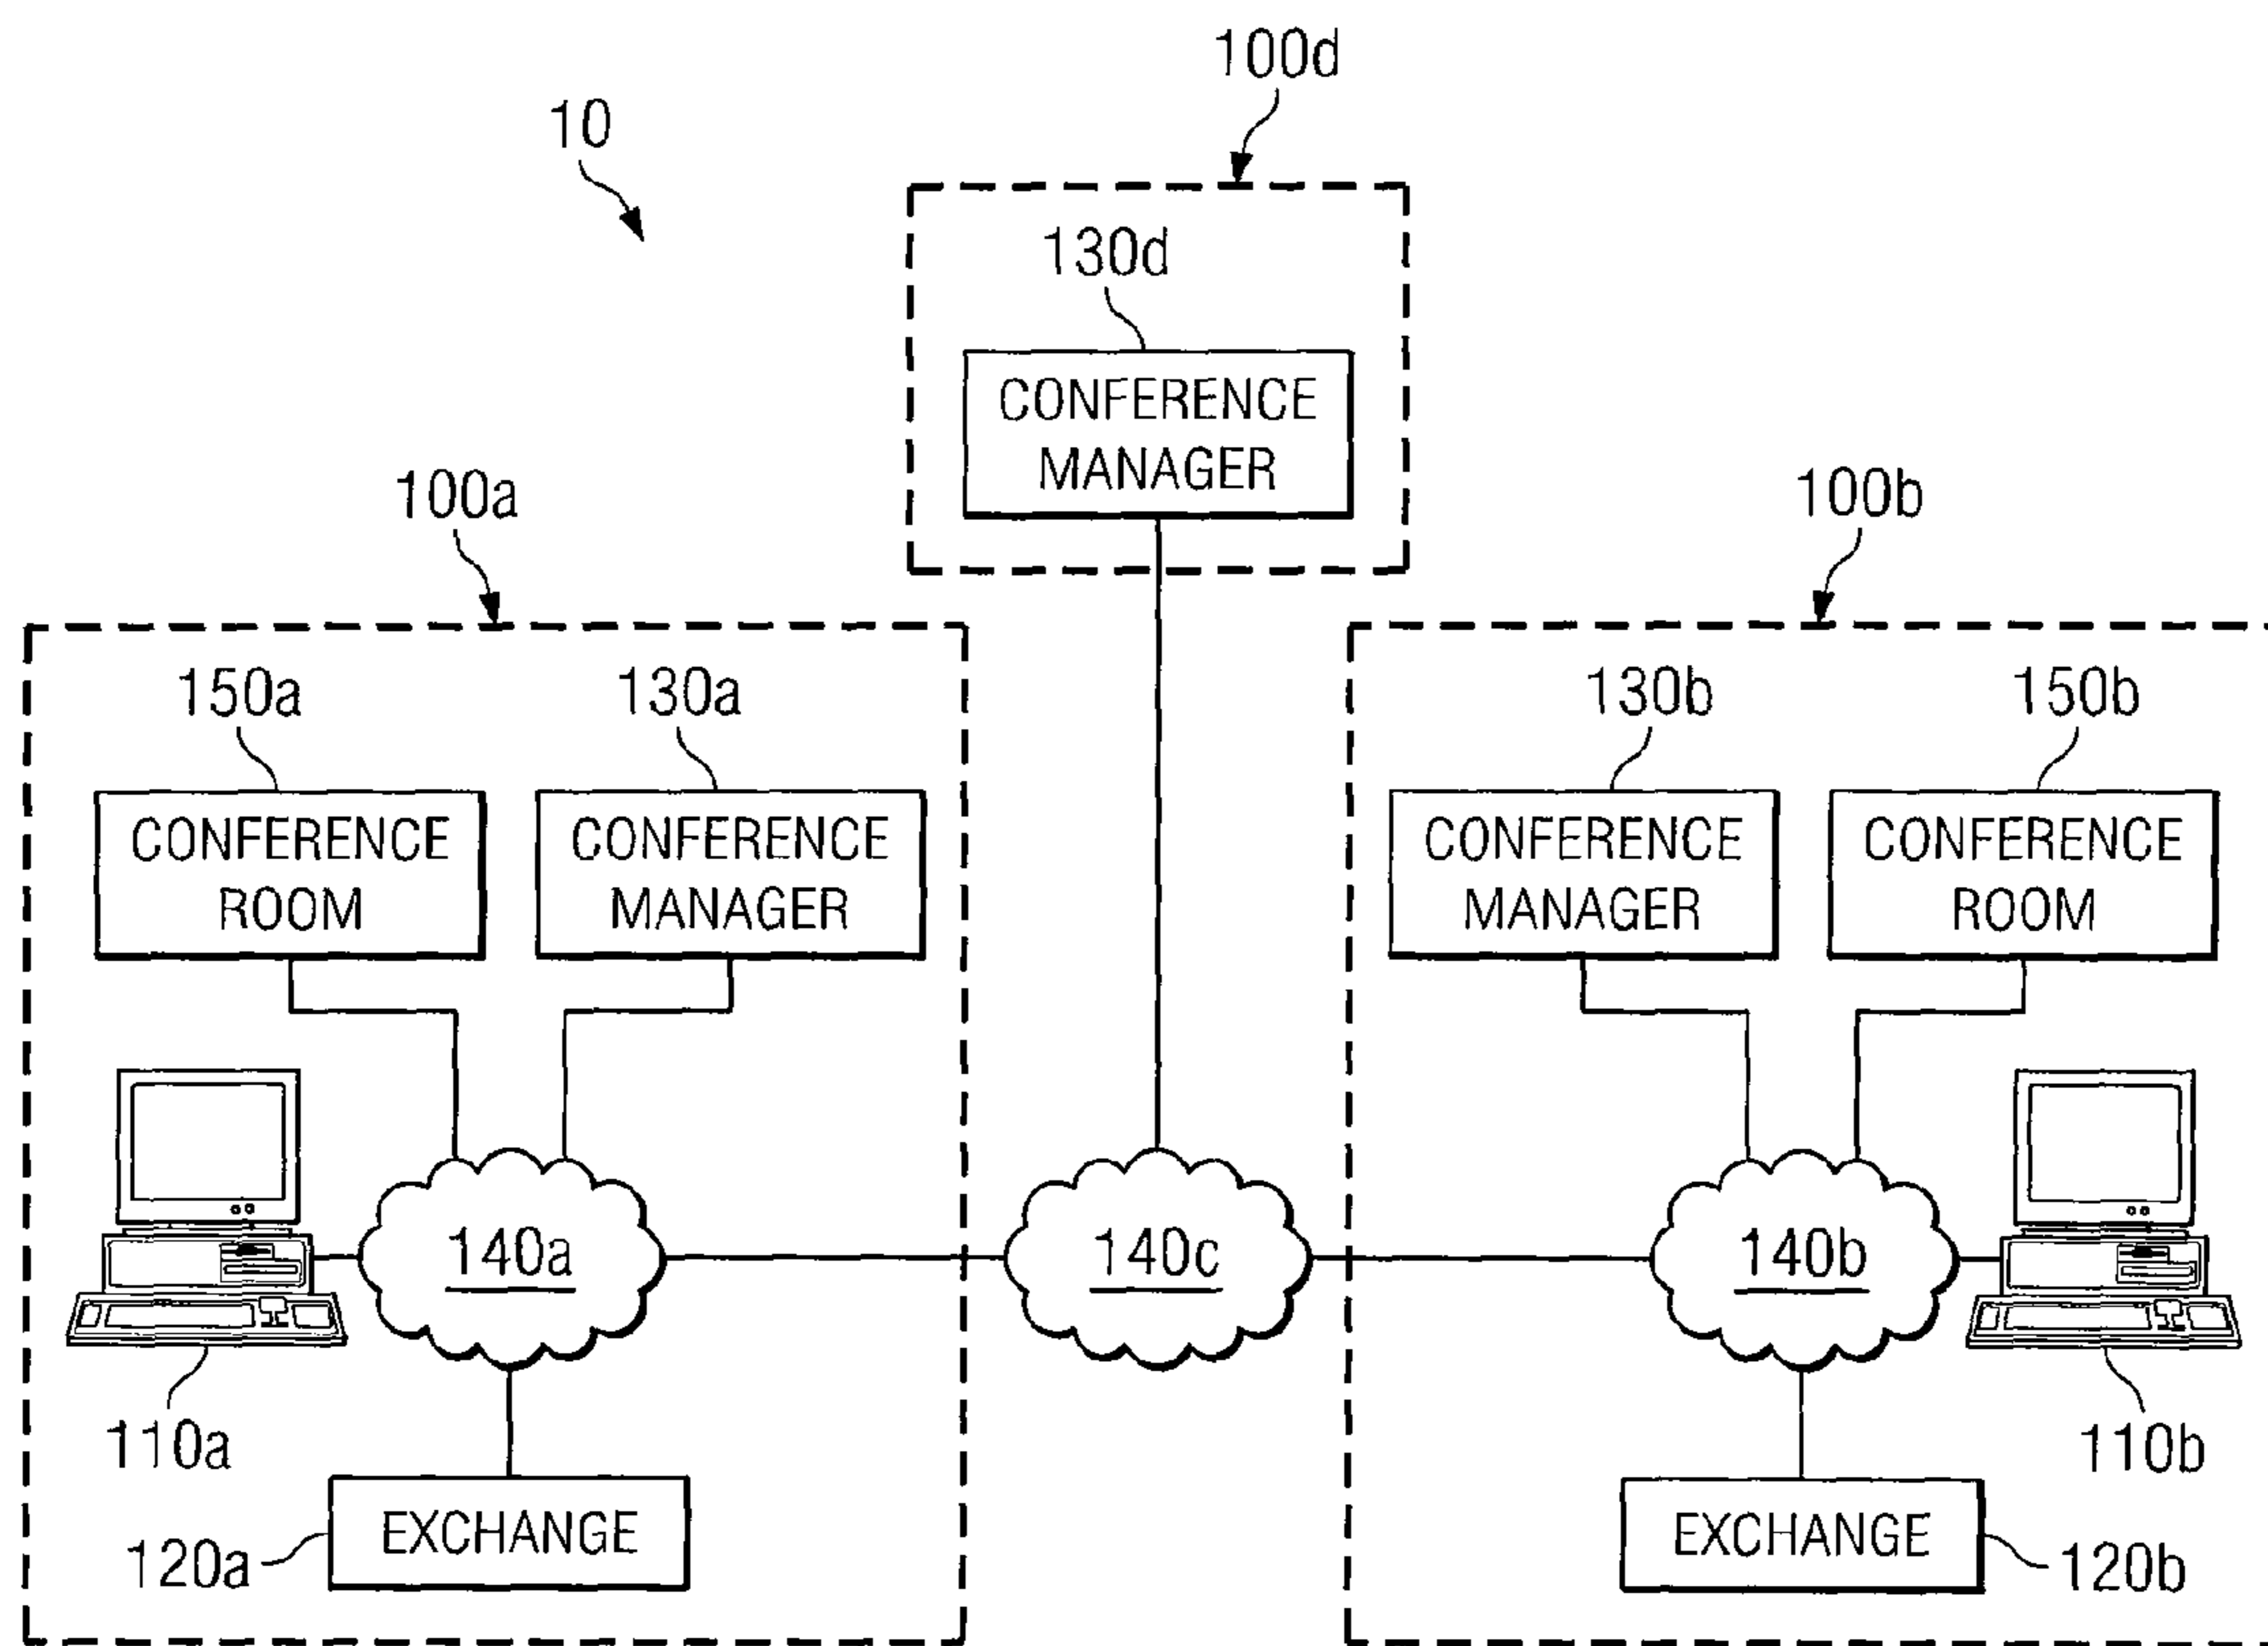 100d
10
130d
CONFERENCE
MANAGER
100a
100b
150a
130a
130b
150b
CONFERENCE
ROOM
CONFERENCE
MANAGER
CONFERENCE
MANAGER
CONFERENCE
ROOM
140a
140c
140b
110a
110b
EXCHANGE
120a
EXCHANGE
120b